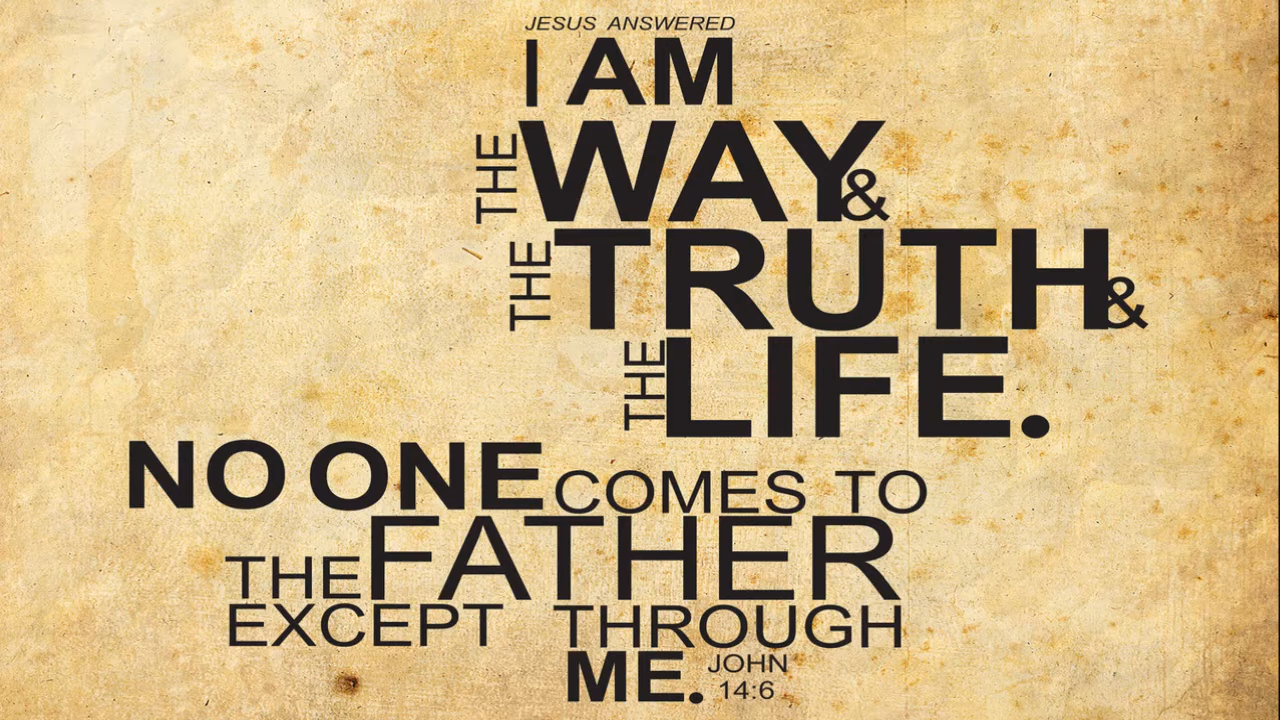 JESUS ANSWERED
I AM
THE WAY &
THE TRUTH &
THE LIFE.
NO ONE COMES TO
THE FATHER
EXCEPT THROUGH
ME. JOHN
14:6